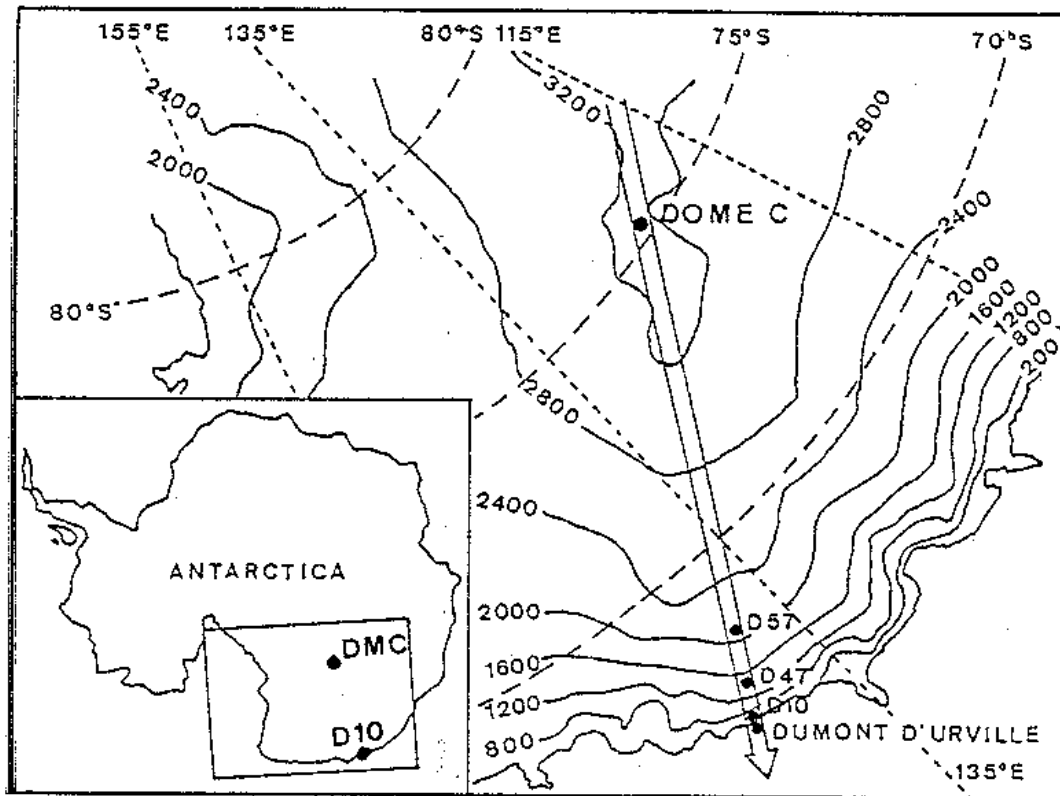 155°E 135°E 80°S 115°E 75°S 70°S
2400
3200
2800
2000
DOME C
2400
2000
1600
1200
800
200
80°S
2800
2400
ANTARCTICA
2000
D57
DMC
1600
D47
1200
D10
D10
800
DUMONT D'URVILLE
135°E